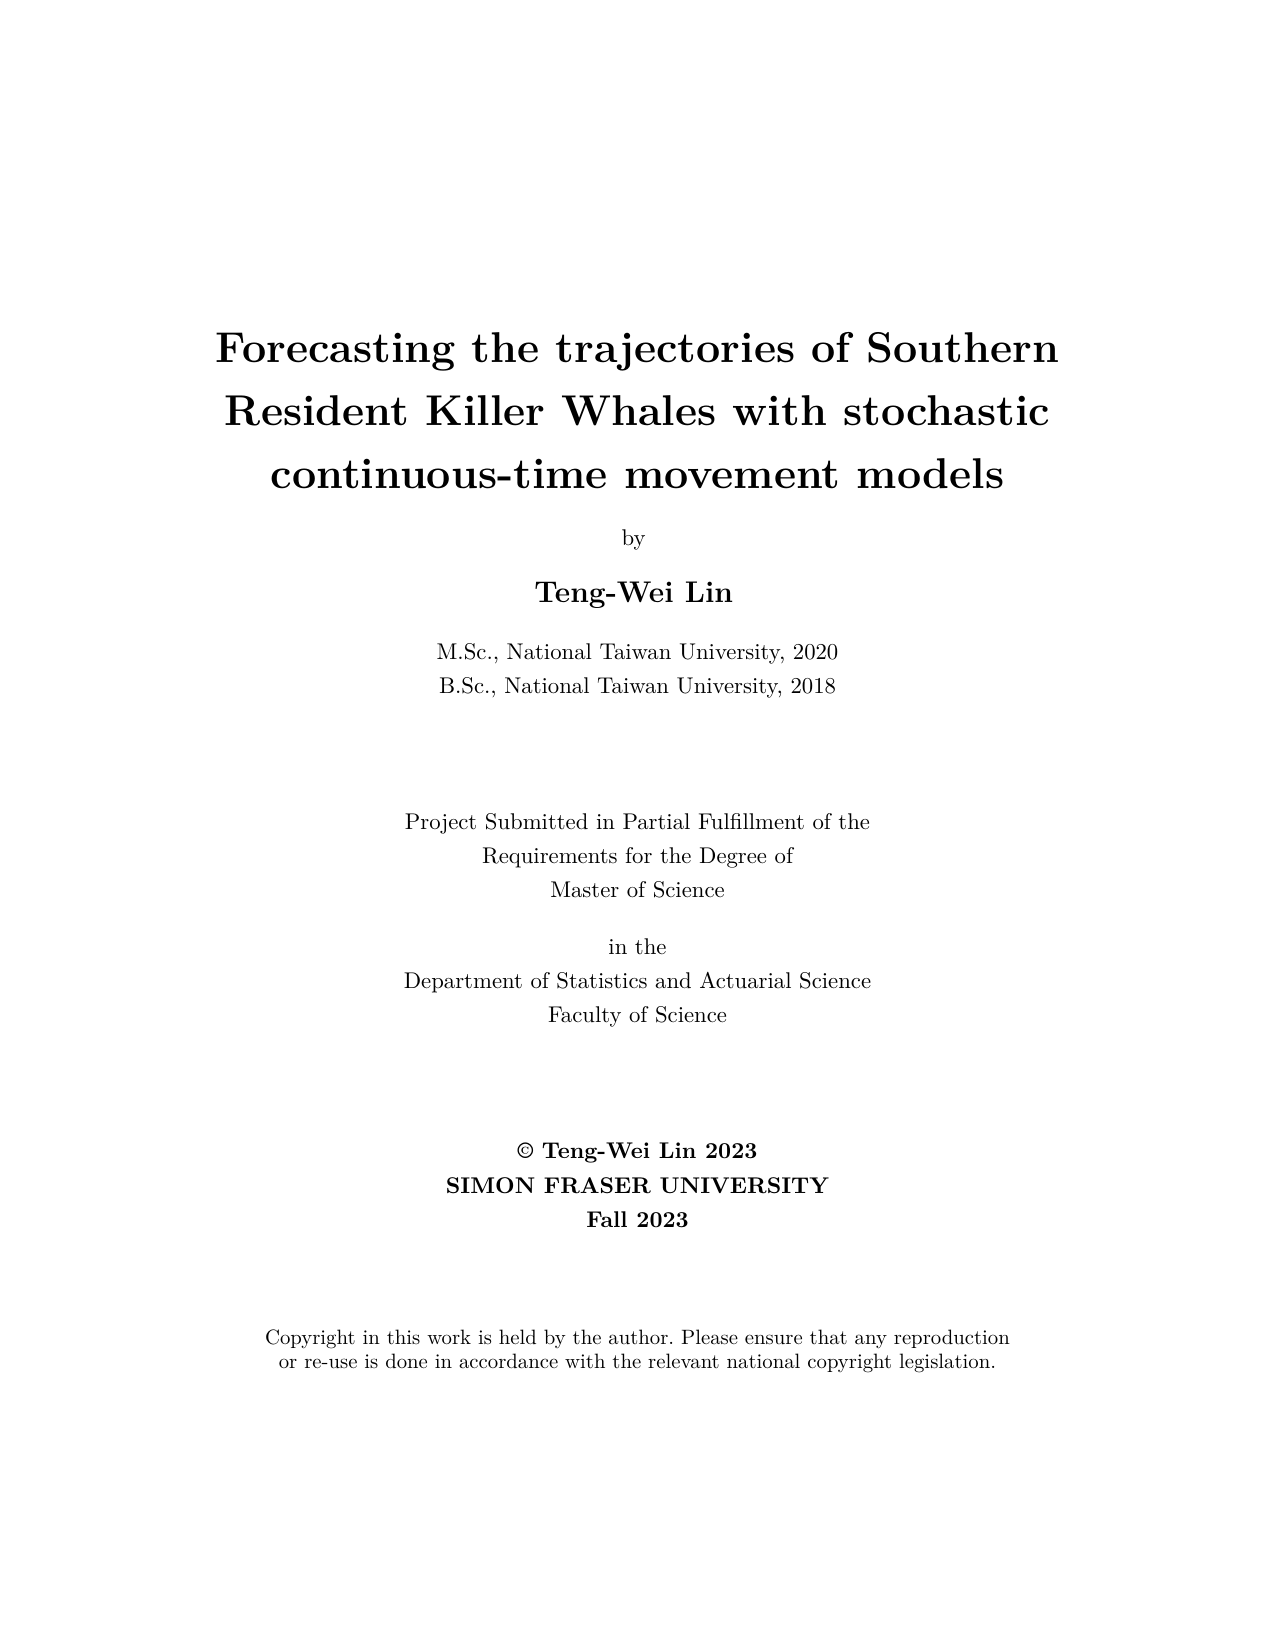 Forecasting the trajectories of Southern
Resident Killer Whales with stochastic
continuous-time movement models
by
Teng-Wei Lin
M.Sc., National Taiwan University, 2020
B.Sc., National Taiwan University, 2018
Project Submitted in Partial Fulfillment of the
Requirements for the Degree of
Master of Science
in the
Department of Statistics and Actuarial Science
Faculty of Science
© Teng-Wei Lin 2023
SIMON FRASER UNIVERSITY
Fall 2023
Copyright in this work is held by the author. Please ensure that any reproduction
or re-use is done in accordance with the relevant national copyright legislation.